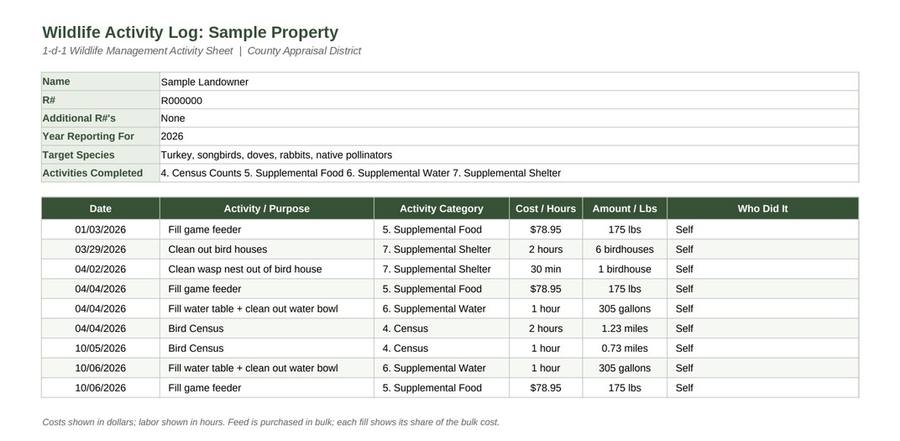 Wildlife Activity Log: Sample Property
1-d-1 Wildlife Management Activity Sheet | County Appraisal District
Name Sample Landowner
R# R000000
Additional R#'s None
Year Reporting For 2026
Target Species Turkey, songbirds, doves, rabbits, native pollinators
Activities Completed 4. Census Counts 5. Supplemental Food 6. Supplemental Water 7. Supplemental Shelter
Date Activity / Purpose Activity Category Cost / Hours Amount / Lbs Who Did It
01/03/2026 Fill game feeder 5. Supplemental Food $78.95 175 lbs Self
03/29/2026 Clean out bird houses 7. Supplemental Shelter 2 hours 6 birdhouses Self
04/02/2026 Clean wasp nest out of bird house 7. Supplemental Shelter 30 min 1 birdhouse Self
04/04/2026 Fill game feeder 5. Supplemental Food $78.95 175 lbs Self
04/04/2026 Fill water table + clean out water bowl 6. Supplemental Water 1 hour 305 gallons Self
04/04/2026 Bird Census 4. Census 2 hours 1.23 miles Self
10/05/2026 Bird Census 4. Census 1 hour 0.73 miles Self
10/06/2026 Fill water table + clean out water bowl 6. Supplemental Water 1 hour 305 gallons Self
10/06/2026 Fill game feeder 5. Supplemental Food $78.95 175 lbs Self
Costs shown in dollars; labor shown in hours. Feed is purchased in bulk; each fill shows its share of the bulk cost.